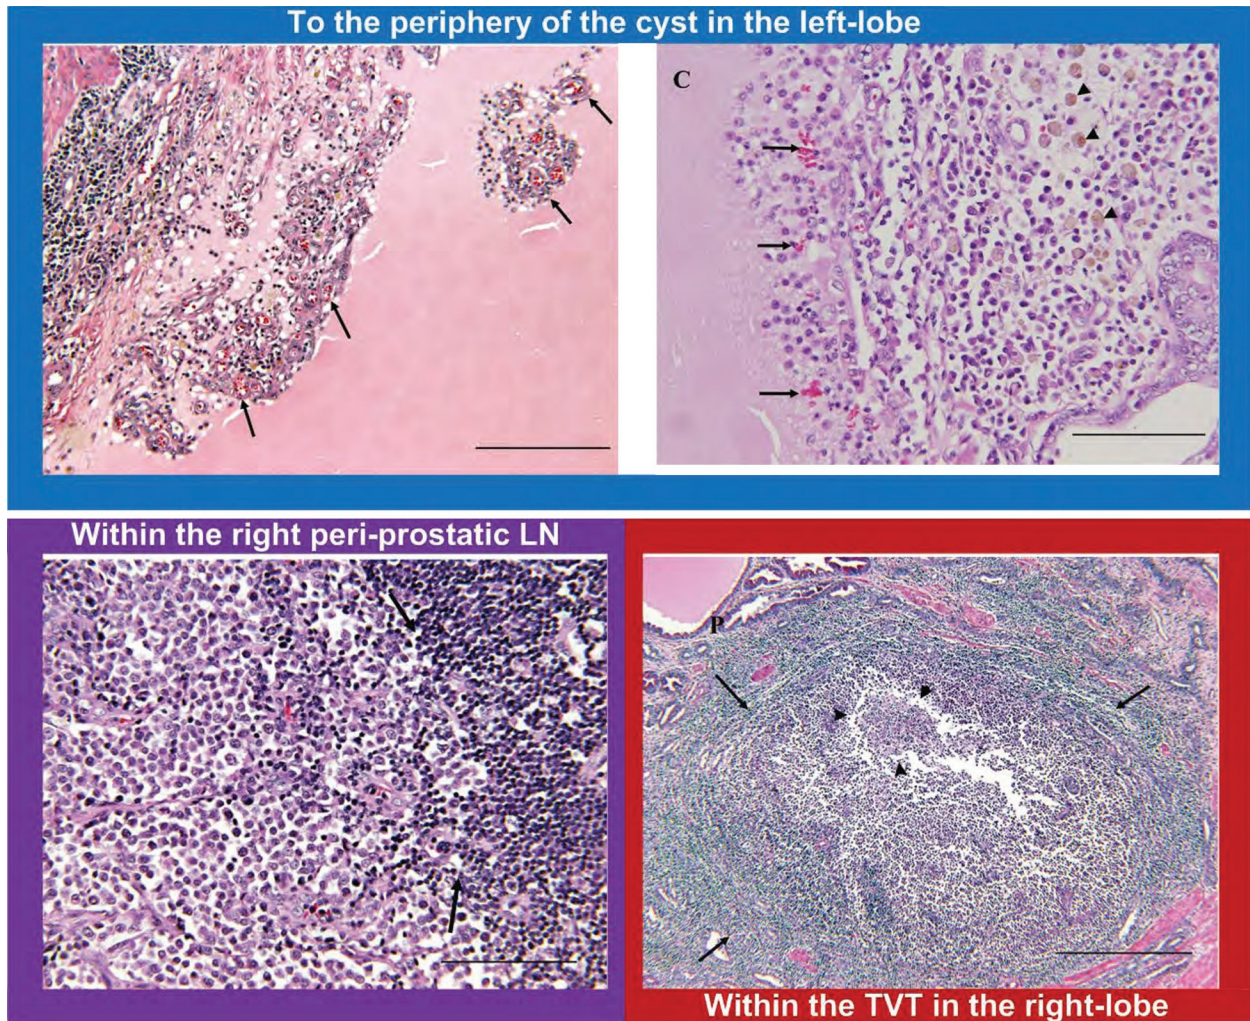 To the periphery of the cyst in the left-lobe
C
Within the right peri-prostatic LN
P
Within the TVT in the right-lobe